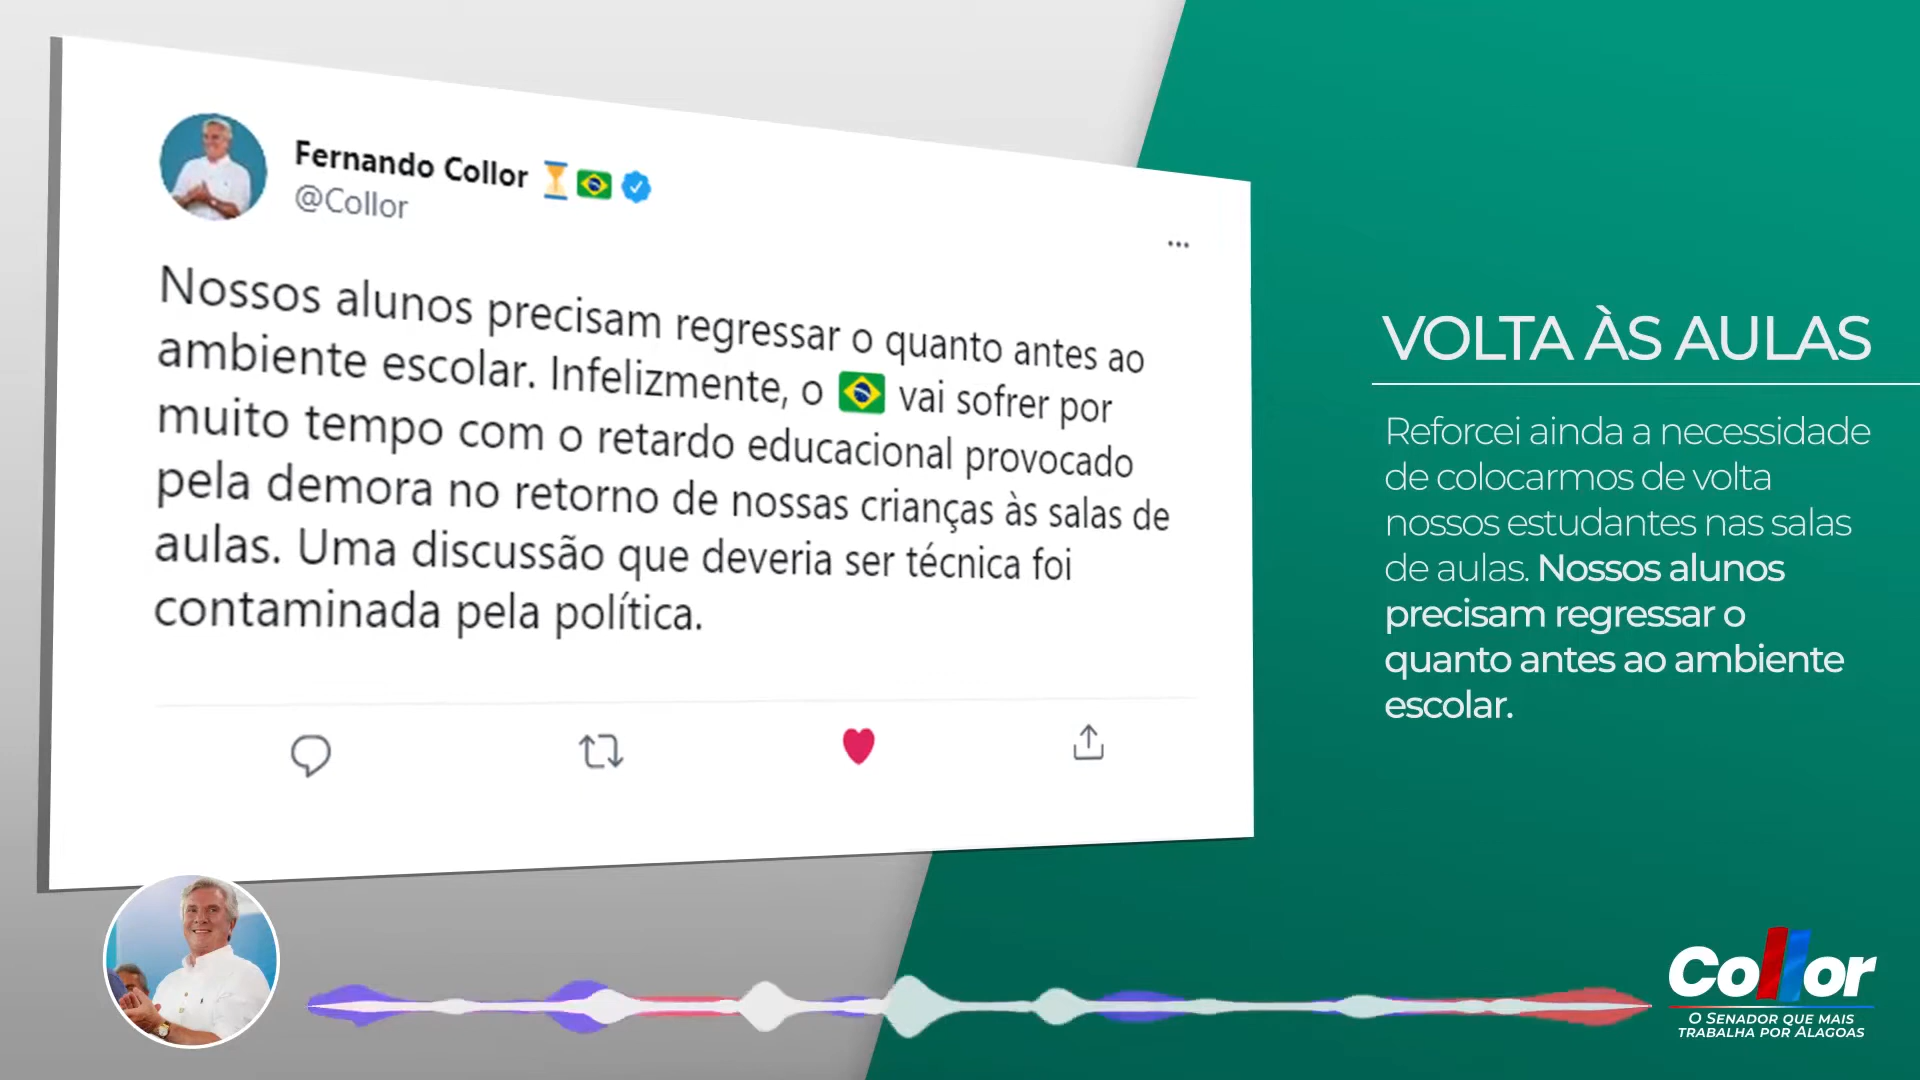 Fernando Collor ⏳🇧🇷
@Collor
...
Nossos alunos precisam regressar o quanto antes ao
ambiente escolar. Infelizmente, o 🇧🇷 vai sofrer por
muito tempo com o retardo educacional provocado
pela demora no retorno de nossas crianças às salas de
aulas. Uma discussão que deveria ser técnica foi
contaminada pela política.
VOLTA ÀS AULAS
Reforcei ainda a necessidade
de colocarmos de volta
nossos estudantes nas salas
de aulas. Nossos alunos
precisam regressar o
quanto antes ao ambiente
escolar.
Collor
O SENADOR QUE MAIS
TRABALHA POR ALAGOAS